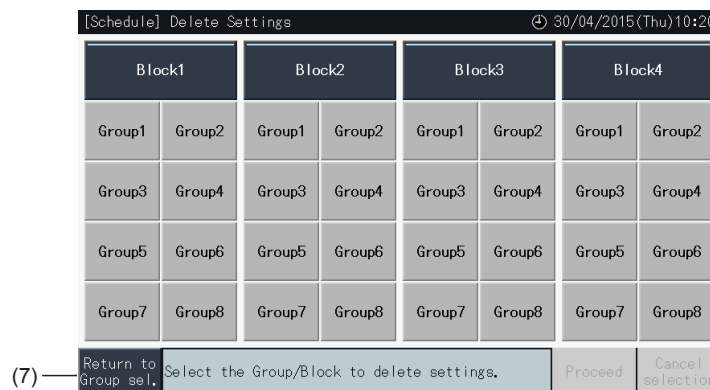 [Schedule] Delete Settings 30/04/2015(Thu)10:20
Block1 Block2 Block3 Block4
Group1 Group2 Group1 Group2 Group1 Group2 Group1 Group2
Group3 Group4 Group3 Group4 Group3 Group4 Group3 Group4
Group5 Group6 Group5 Group6 Group5 Group6 Group5 Group6
Group7 Group8 Group7 Group8 Group7 Group8 Group7 Group8
(7) Return to Group sel. Select the Group/Block to delete settings. Proceed Cancel selection